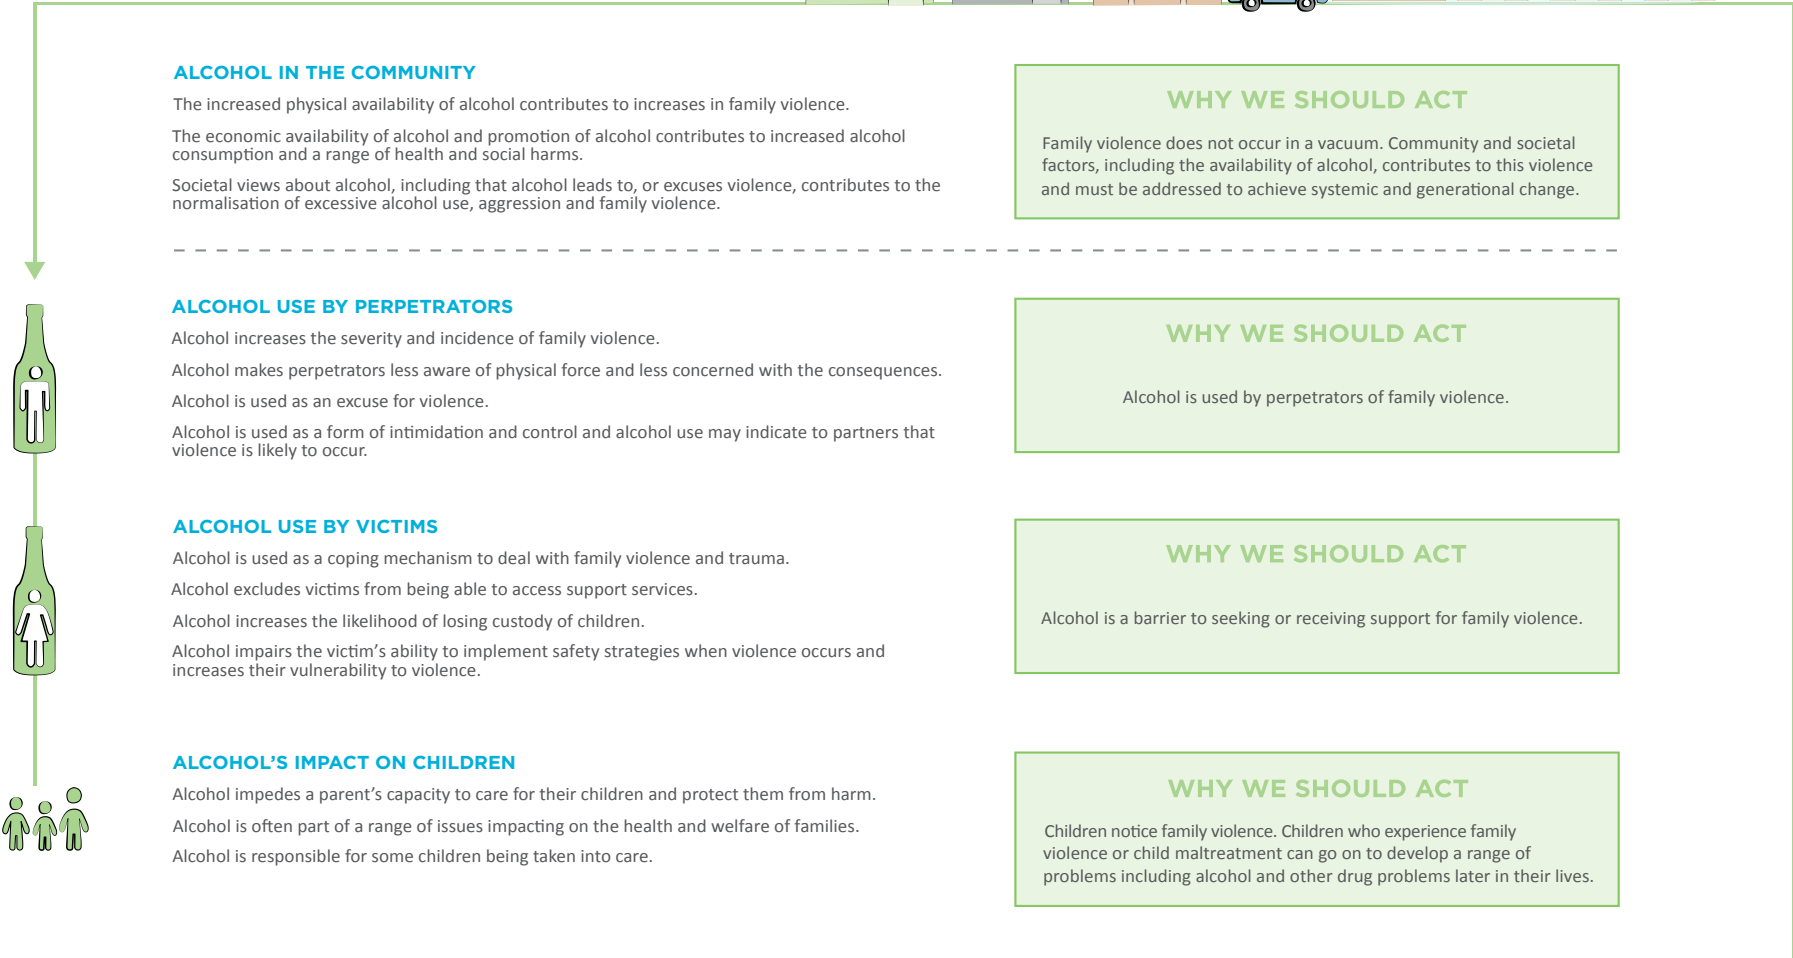 ALCOHOL IN THE COMMUNITY
The increased physical availability of alcohol contributes to increases in family violence.
The economic availability of alcohol and promotion of alcohol contributes to increased alcohol
consumption and a range of health and social harms.
Societal views about alcohol, including that alcohol leads to, or excuses violence, contributes to the
normalisation of excessive alcohol use, aggression and family violence.
WHY WE SHOULD ACT
Family violence does not occur in a vacuum. Community and societal
factors, including the availability of alcohol, contributes to this violence
and must be addressed to achieve systemic and generational change.
ALCOHOL USE BY PERPETRATORS
Alcohol increases the severity and incidence of family violence.
Alcohol makes perpetrators less aware of physical force and less concerned with the consequences.
Alcohol is used as an excuse for violence.
Alcohol is used as a form of intimidation and control and alcohol use may indicate to partners that
violence is likely to occur.
WHY WE SHOULD ACT
Alcohol is used by perpetrators of family violence.
ALCOHOL USE BY VICTIMS
Alcohol is used as a coping mechanism to deal with family violence and trauma.
Alcohol excludes victims from being able to access support services.
Alcohol increases the likelihood of losing custody of children.
Alcohol impairs the victim's ability to implement safety strategies when violence occurs and
increases their vulnerability to violence.
WHY WE SHOULD ACT
Alcohol is a barrier to seeking or receiving support for family violence.
ALCOHOL'S IMPACT ON CHILDREN
Alcohol impedes a parent's capacity to care for their children and protect them from harm.
Alcohol is often part of a range of issues impacting on the health and welfare of families.
Alcohol is responsible for some children being taken into care.
WHY WE SHOULD ACT
Children notice family violence. Children who experience family
violence or child maltreatment can go on to develop a range of
problems including alcohol and other drug problems later in their lives.